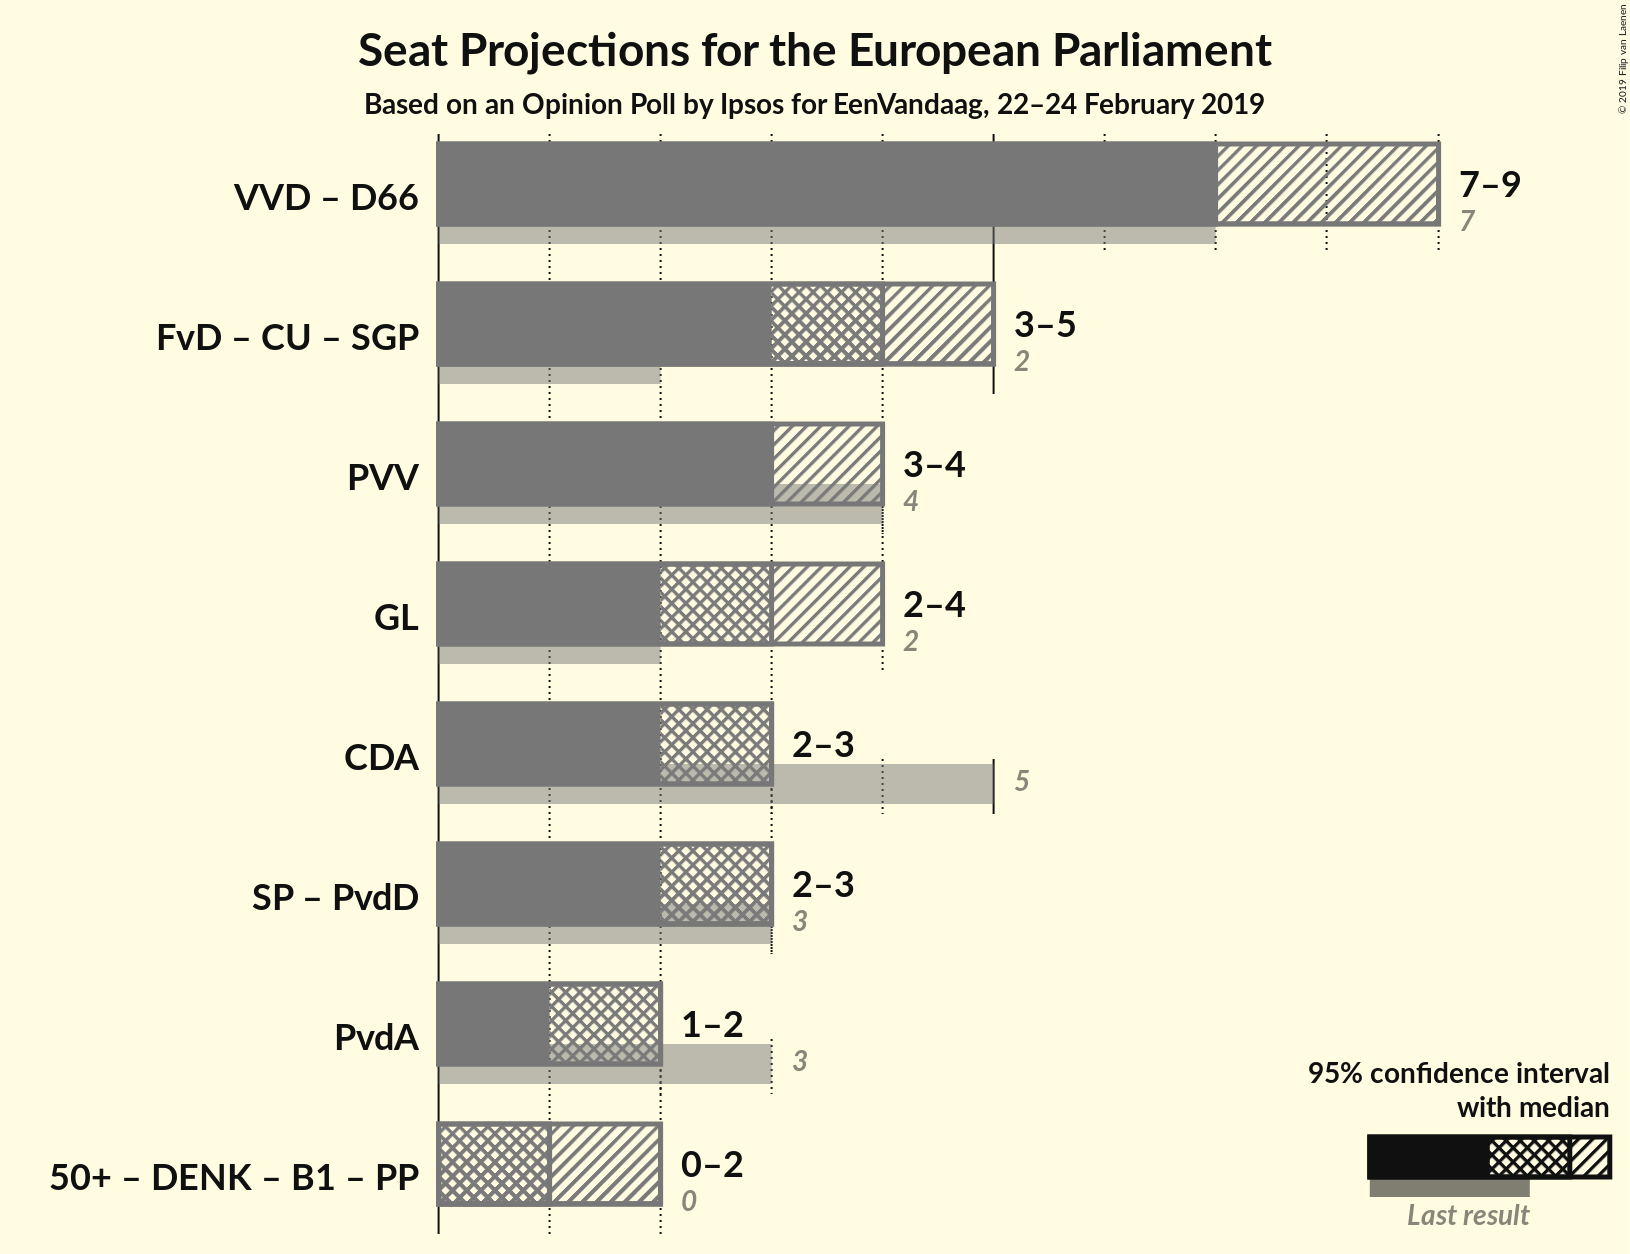 Seat Projections for the European Parliament
Based on an Opinion Poll by Ipsos for EenVandaag, 22–24 February 2019
© 2019 Filip van Laenen
VVD – D66
7–9
7
FvD – CU – SGP
3–5
2
PVV
3–4
4
GL
2–4
2
CDA
2–3
5
SP – PvdD
2–3
3
PvdA
1–2
3
50+ – DENK – B1 – PP
0–2
0
95% confidence interval
with median
Last result